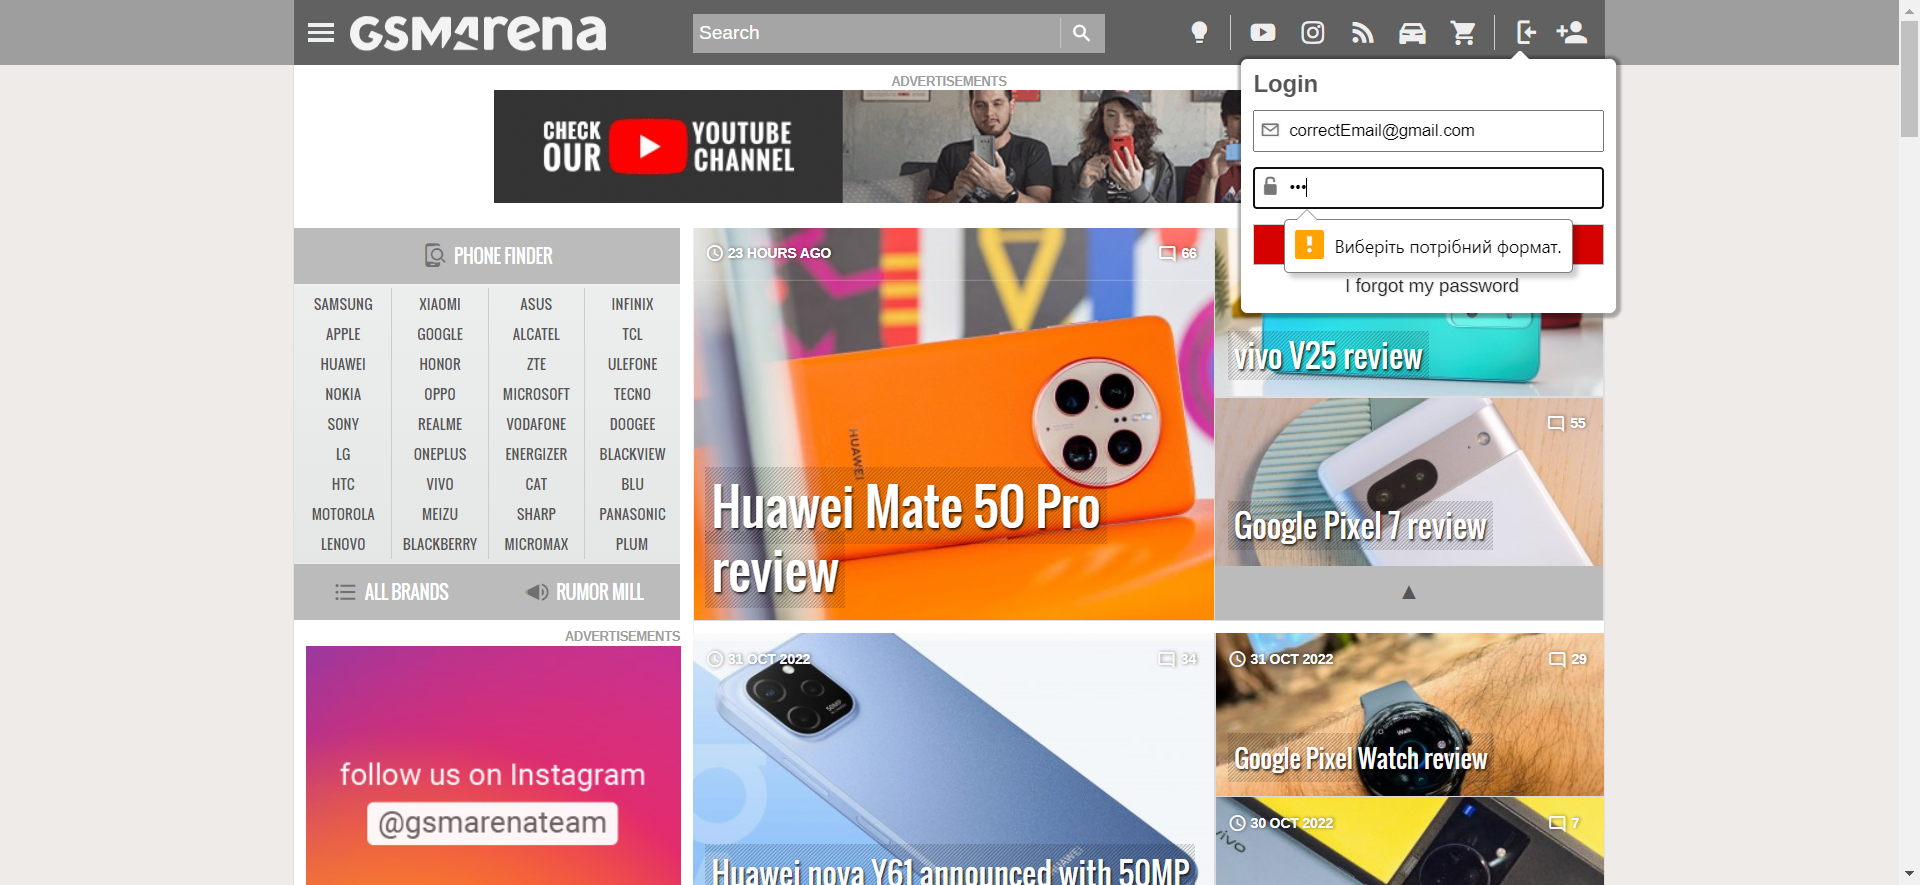 GSMArena
Search
Login
correctEmail@gmail.com
•••
Виберіть потрібний формат.
I forgot my password
ADVERTISEMENTS
CHECK OUR
YOUTUBE CHANNEL
PHONE FINDER
SAMSUNG XIAOMI ASUS INFINIX
APPLE GOOGLE ALCATEL TCL
HUAWEI HONOR ZTE ULEFONE
NOKIA OPPO MICROSOFT TECNO
SONY REALME VODAFONE DOOGEE
LG ONEPLUS ENERGIZER BLACKVIEW
HTC VIVO CAT BLU
MOTOROLA MEIZU SHARP PANASONIC
LENOVO BLACKBERRY MICROMAX PLUM
ALL BRANDS RUMOR MILL
ADVERTISEMENTS
follow us on Instagram
@gsmarenateam
23 HOURS AGO 66
HUAWEI
Huawei Mate 50 Pro
review
vivo V25 review
55
Google Pixel 7 review
▲
31 OCT 2022 34
50MP
HUAWEI
Huawei nova Y61 announced with 50MP
31 OCT 2022 29
Walk
Google Pixel Watch review
30 OCT 2022 7
vivo